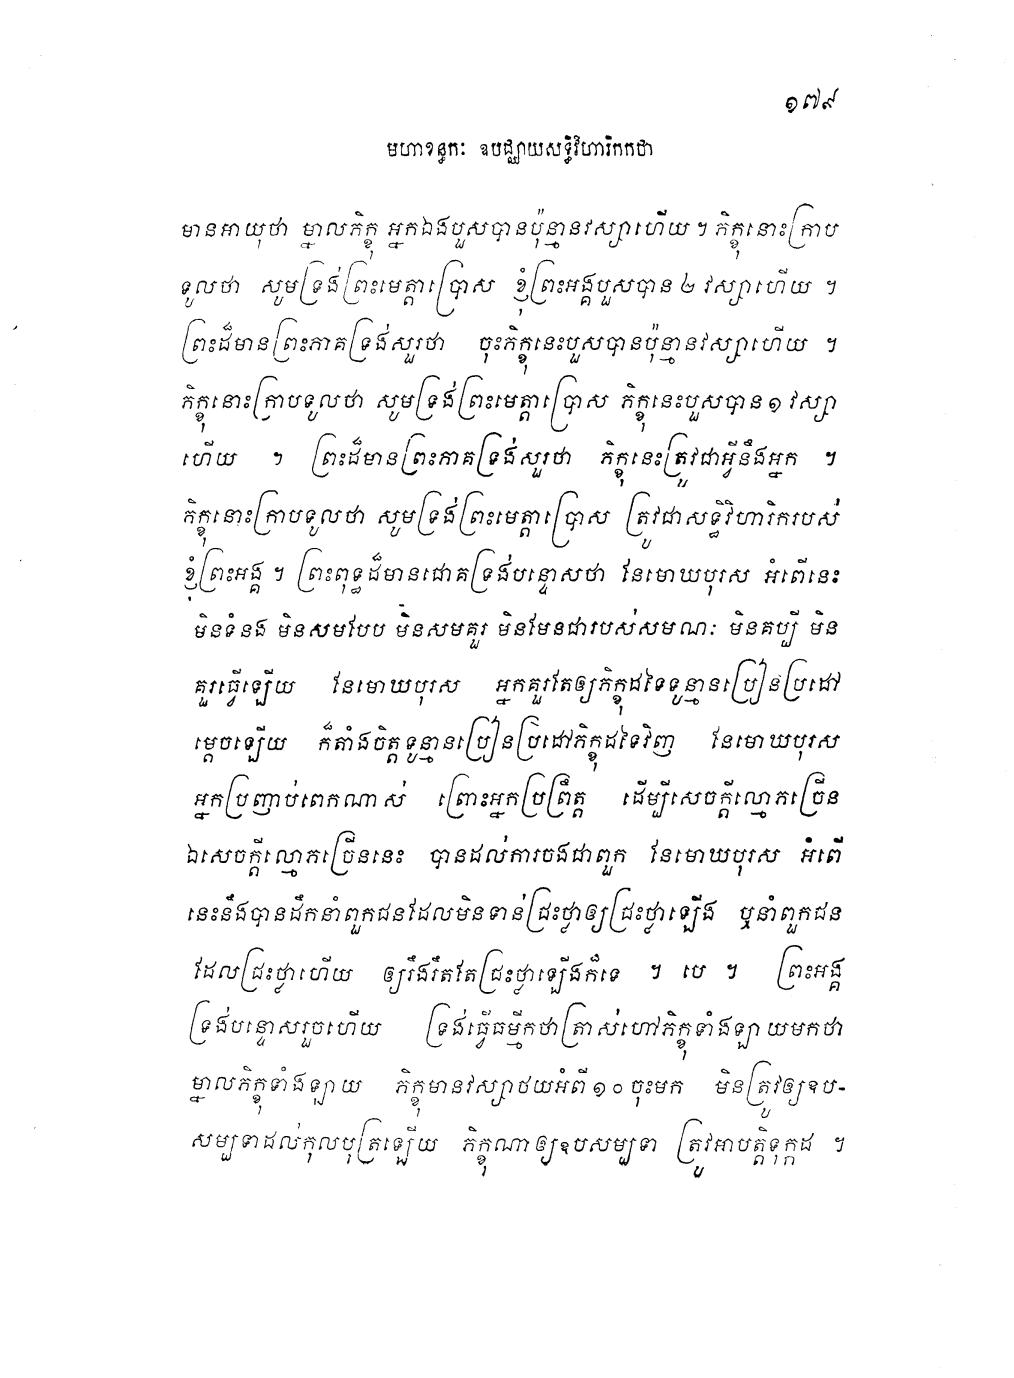 ១៧៩
មហាខន្ធកៈ ឧបជ្ឈាយសទ្ធិវិហារិកកថា
មានអាយុថា ម្នាលភិក្ខុ អ្នកឯងបួសបានប៉ុន្មានវស្សាហើយ ។ ភិក្ខុនោះក្រាប
ទូលថា សូមទ្រង់ព្រះមេត្តាប្រោស ខ្ញុំព្រះអង្គបួសបាន ២ វស្សាហើយ ។
ព្រះដ៏មានព្រះភាគទ្រង់សួរថា ចុះភិក្ខុនេះបួសបានប៉ុន្មានវស្សាហើយ ។
ភិក្ខុនោះក្រាបទូលថា សូមទ្រង់ព្រះមេត្តាប្រោស ភិក្ខុនេះបួសបាន ១ វស្សា
ហើយ ។ ព្រះដ៏មានព្រះភាគទ្រង់សួរថា ភិក្ខុនេះត្រូវជាអ្វីនឹងអ្នក ។
ភិក្ខុនោះក្រាបទូលថា សូមទ្រង់ព្រះមេត្តាប្រោស ត្រូវជាសទ្ធិវិហារិករបស់
ខ្ញុំព្រះអង្គ ។ ព្រះពុទ្ធដ៏មានជោគទ្រង់បន្ទោសថា នែមោឃបុរស អំពើនេះ
មិនទំនង មិនសមបែប មិនសមគួរ មិនមែនជារបស់សមណៈ មិនគប្បី មិន
គួរធ្វើឡើយ នែមោឃបុរស អ្នកគួរតែឲ្យភិក្ខុដទៃទូន្មានប្រៀនប្រដៅ
ម្តេចឡើយ ក៏តាំងចិត្តទូន្មានប្រៀនប្រដៅភិក្ខុដទៃវិញ នែមោឃបុរស
អ្នកប្រញាប់ពេកណាស់ ព្រោះអ្នកប្រព្រឹត្ត ដើម្បីសេចក្តីល្មោភច្រើន
ឯសេចក្តីល្មោភច្រើននេះ បានដល់ការចងជាពួក នែមោឃបុរស អំពើ
នេះនឹងបានដឹកនាំពួកជនដែលមិនទាន់ជ្រះថ្លាឲ្យជ្រះថ្លាឡើង ឬនាំពួកជន
ដែលជ្រះថ្លាហើយ ឲ្យរឹងរឹតតែជ្រះថ្លាឡើងក៏ទេ ។ បេ ។ ព្រះអង្គ
ទ្រង់បន្ទោសរួចហើយ ទ្រង់ធ្វើធម្មីកថាត្រាស់ហៅភិក្ខុទាំងឡាយមកថា
ម្នាលភិក្ខុទាំងឡាយ ភិក្ខុមានវស្សាថយអំពី ១០ ចុះមក មិនត្រូវឲ្យឧប-
សម្បទាដល់កុលបុត្រឡើយ ភិក្ខុណាឲ្យឧបសម្បទា ត្រូវអាបត្តិទុក្កដ ។